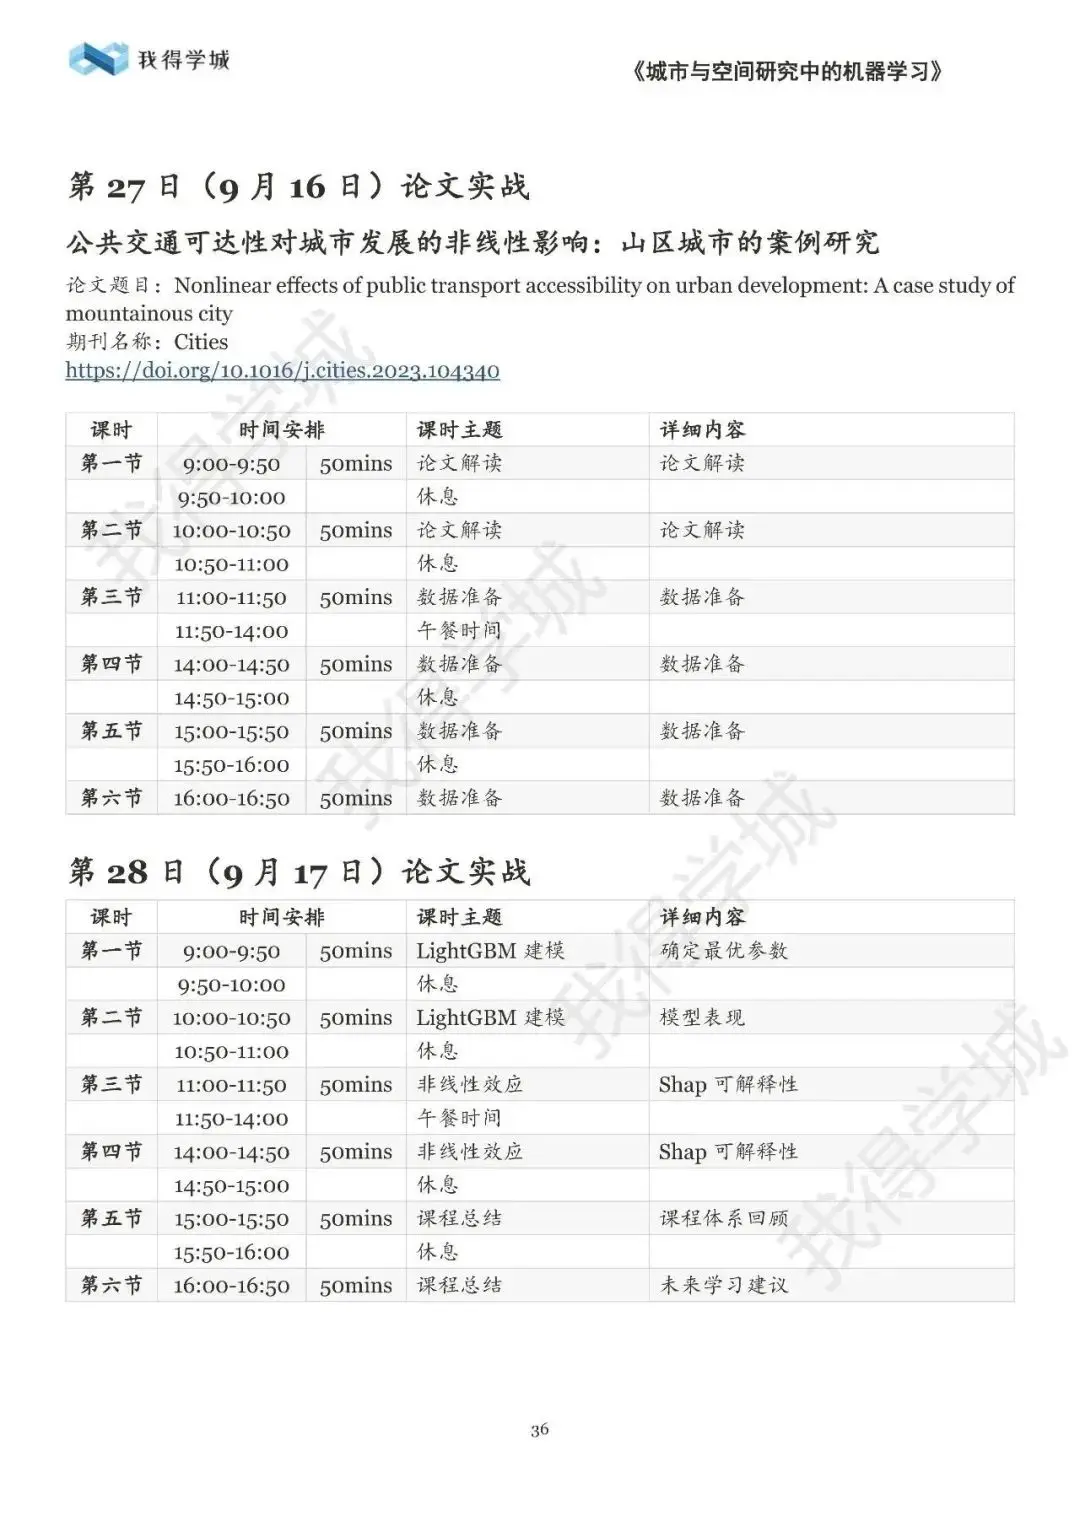 我得学城
《城市与空间研究中的机器学习》
第 27 日（9 月 16 日）论文实战
公共交通可达性对城市发展的非线性影响：山区城市的案例研究
论文题目：Nonlinear effects of public transport accessibility on urban development: A case study of
mountainous city
期刊名称：Cities
https://doi.org/10.1016/j.cities.2023.104340
课时 时间安排 课时主题 详细内容
第一节 9:00-9:50 50mins 论文解读 论文解读
9:50-10:00 休息
第二节 10:00-10:50 50mins 论文解读 论文解读
10:50-11:00 休息
第三节 11:00-11:50 50mins 数据准备 数据准备
11:50-14:00 午餐时间
第四节 14:00-14:50 50mins 数据准备 数据准备
14:50-15:00 休息
第五节 15:00-15:50 50mins 数据准备 数据准备
15:50-16:00 休息
第六节 16:00-16:50 50mins 数据准备 数据准备
第 28 日（9 月 17 日）论文实战
课时 时间安排 课时主题 详细内容
第一节 9:00-9:50 50mins LightGBM 建模 确定最优参数
9:50-10:00 休息
第二节 10:00-10:50 50mins LightGBM 建模 模型表现
10:50-11:00 休息
第三节 11:00-11:50 50mins 非线性效应 Shap 可解释性
11:50-14:00 午餐时间
第四节 14:00-14:50 50mins 非线性效应 Shap 可解释性
14:50-15:00 休息
第五节 15:00-15:50 50mins 课程总结 课程体系回顾
15:50-16:00 休息
第六节 16:00-16:50 50mins 课程总结 未来学习建议
我得学城
我得学城
我得学城
我得学城
36